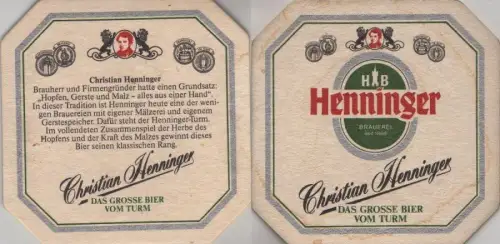 Christian Henninger
Brauherr und Firmengründer hatte einen Grundsatz:
„Hopfen, Gerste und Malz - alles aus einer Hand".
In dieser Tradition ist Henninger heute eine der weni-
gen Brauereien mit eigener Mälzerei und eigenem
Gerstespeicher. Dafür steht der Henninger-Turm.
Im vollendeten Zusammenspiel der Herbe des
Hopfens und der Kraft des Malzes gewinnt dieses
Bier seinen klassischen Rang.
Christian Henninger
DAS GROSSE BIER
VOM TURM
H B
Henninger
BRAUEREI
Christian Henninger
DAS GROSSE BIER
VOM TURM